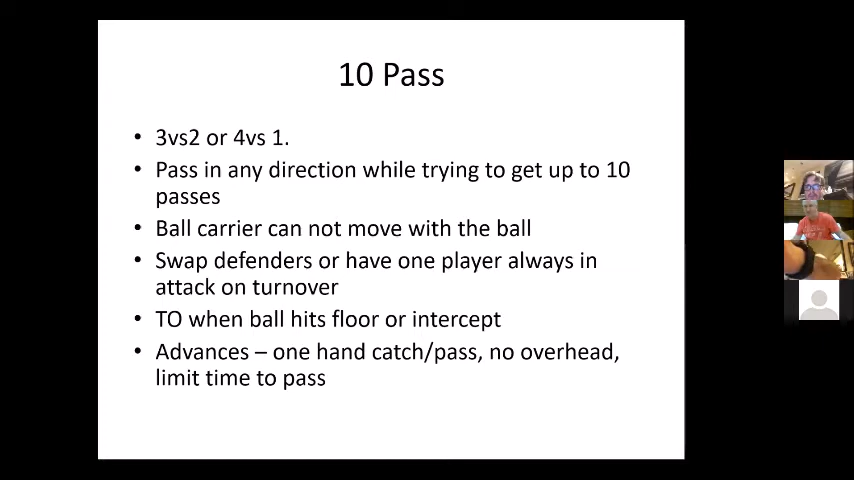 10 Pass
• 3vs2 or 4vs 1.
• Pass in any direction while trying to get up to 10
passes
• Ball carrier can not move with the ball
• Swap defenders or have one player always in
attack on turnover
• TO when ball hits floor or intercept
• Advances – one hand catch/pass, no overhead,
limit time to pass